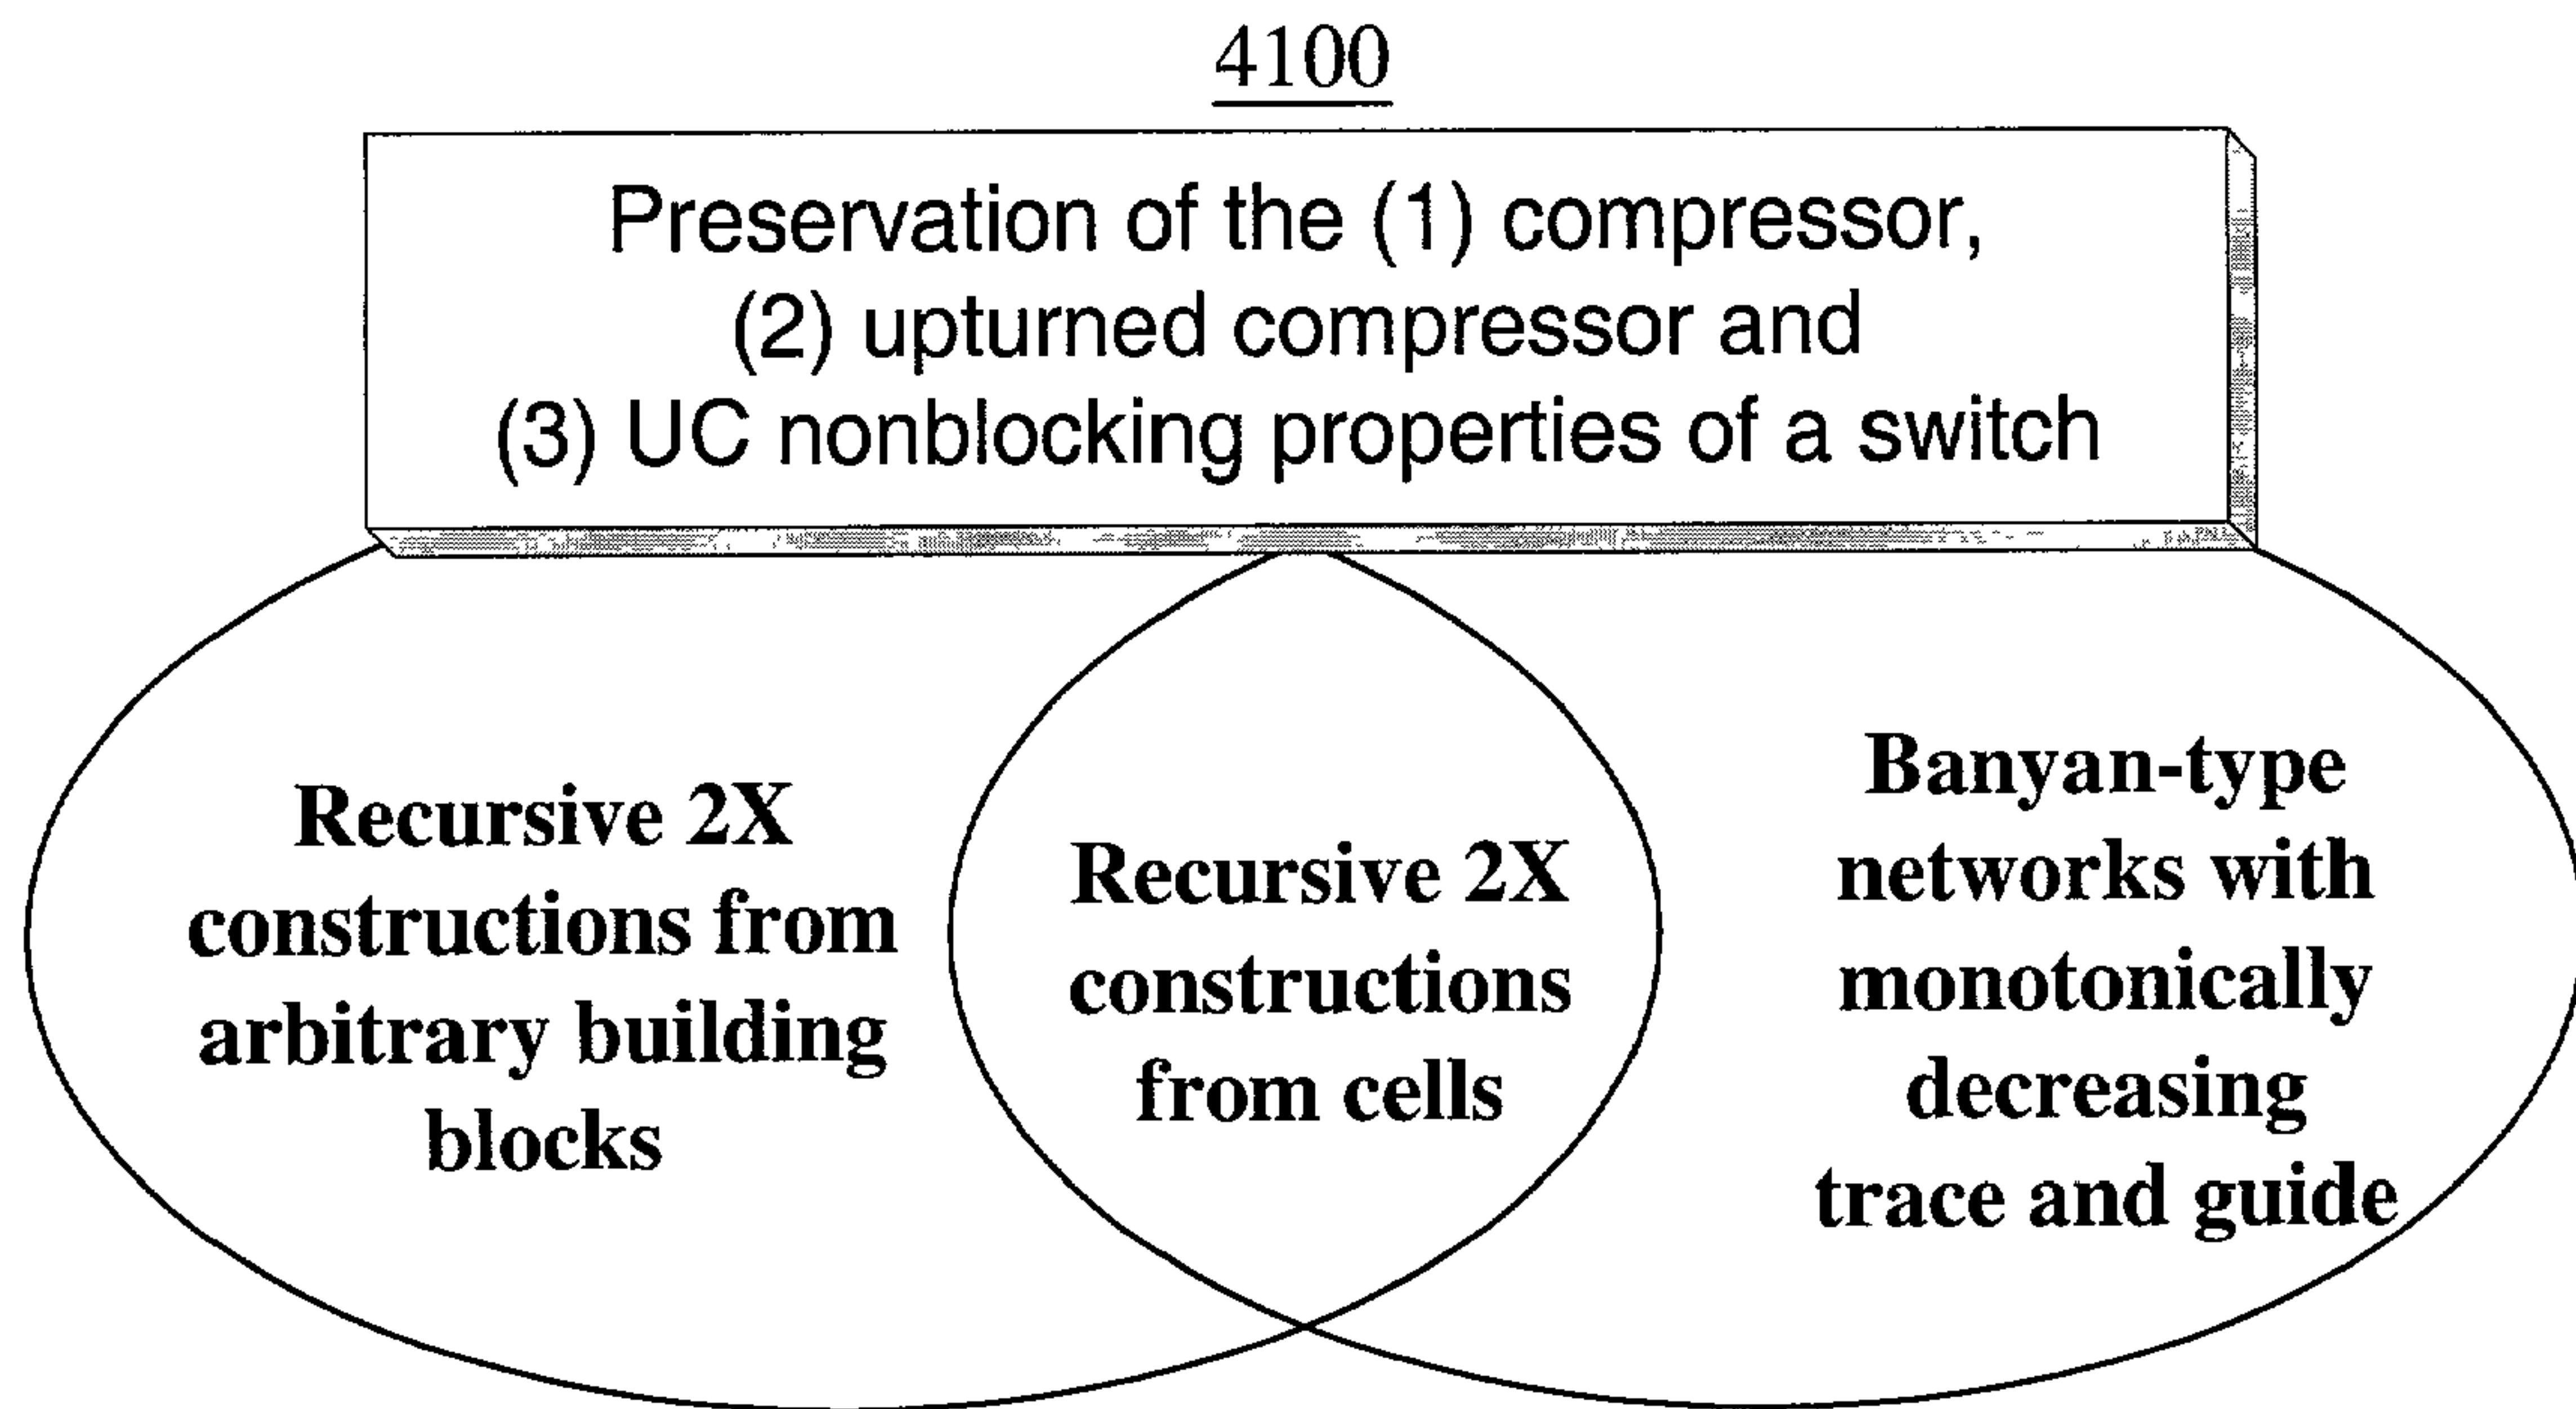 4100
Preservation of the (1) compressor,
(2) upturned compressor and
(3) UC nonblocking properties of a switch
Recursive 2X
constructions from
arbitrary building
blocks
Recursive 2X
constructions
from cells
Banyan-type
networks with
monotonically
decreasing
trace and guide